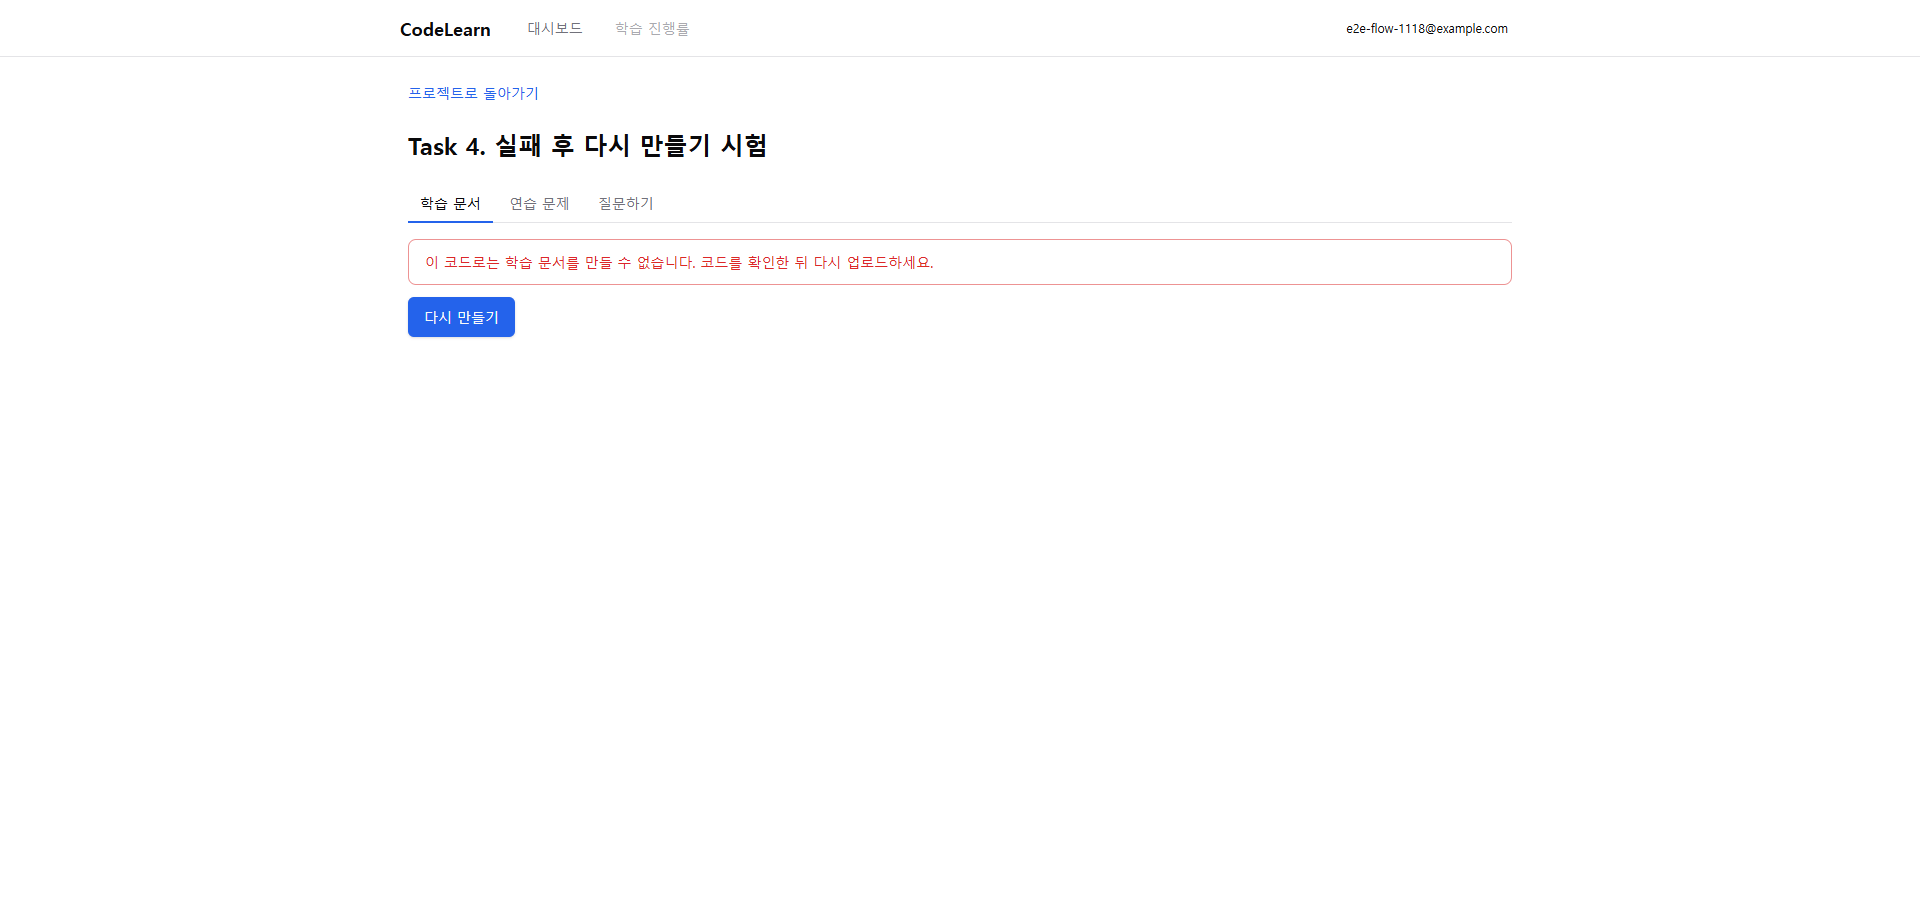 CodeLearn 대시보드 학습 진행률 e2e-flow-1118@example.com
프로젝트로 돌아가기
Task 4. 실패 후 다시 만들기 시험
학습 문서 연습 문제 질문하기
이 코드로는 학습 문서를 만들 수 없습니다. 코드를 확인한 뒤 다시 업로드하세요.
다시 만들기